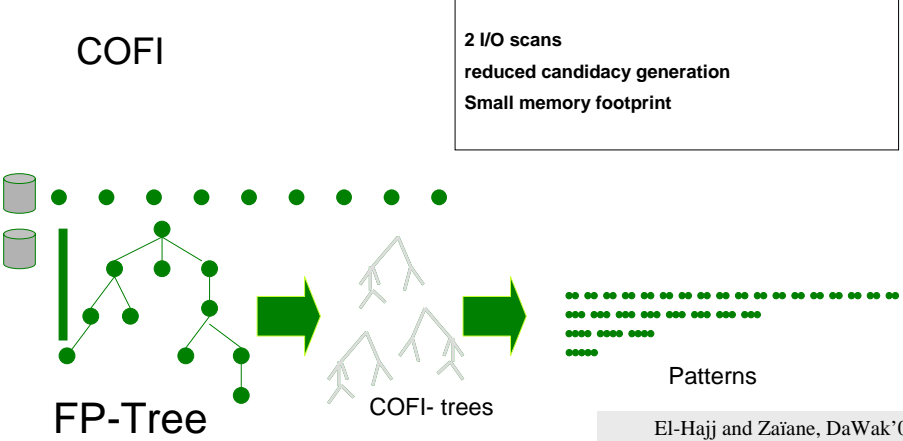 COFI
2 I/O scans
reduced candidacy generation
Small memory footprint
FP-Tree
COFI- trees
Patterns
El-Hajj and Zaïane, DaWak'0